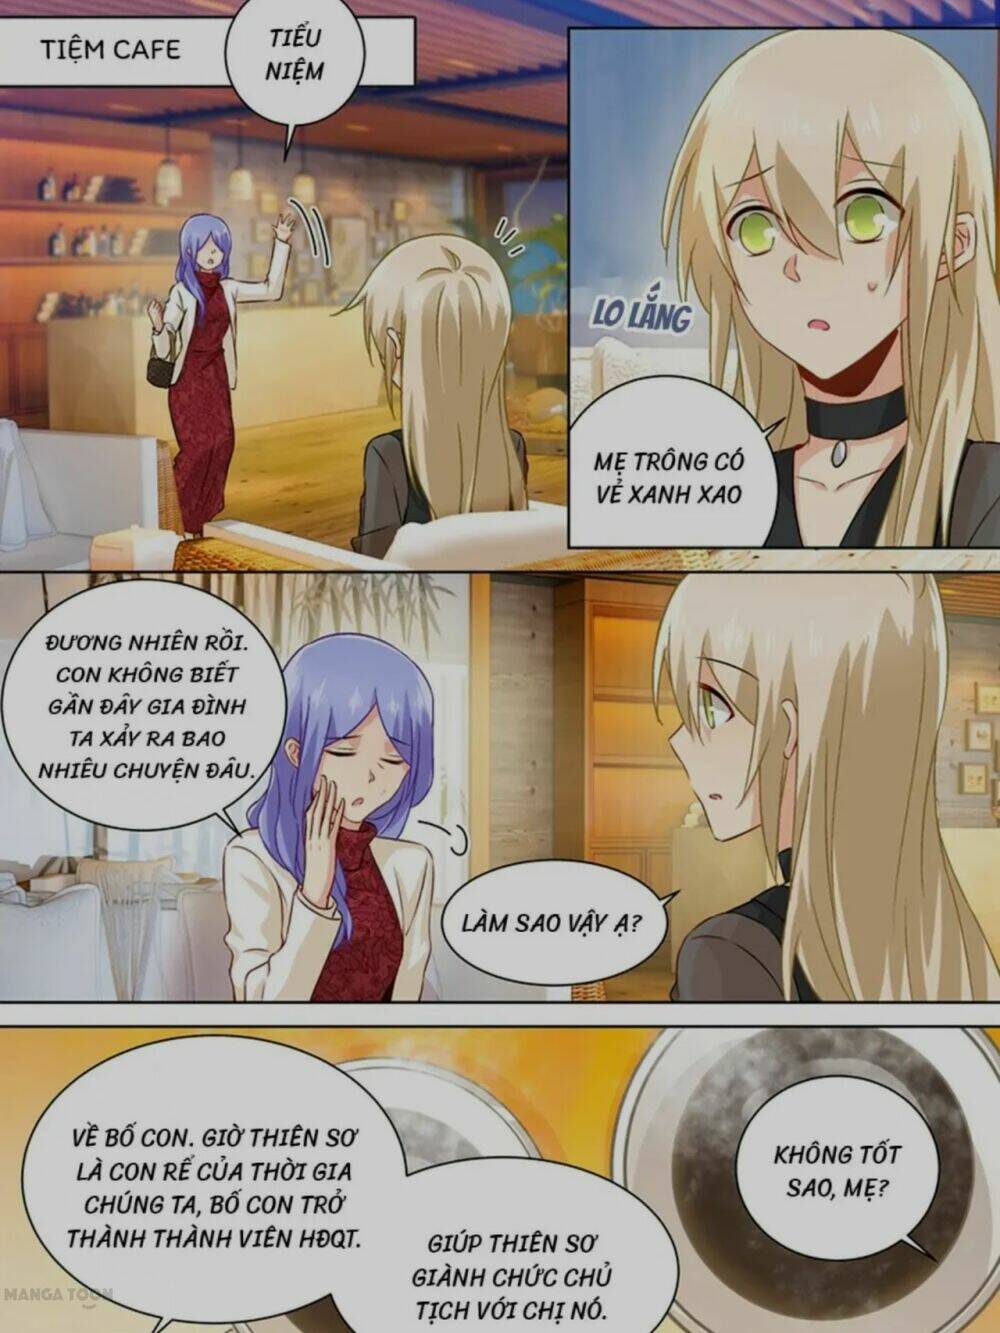 TIỆM CAFE
TIỂU
NIỆM
LO LẮNG
MẸ TRÔNG CÓ
VẺ XANH XAO
ĐƯƠNG NHIÊN RỒI.
CON KHÔNG BIẾT
GẦN ĐÂY GIA ĐÌNH
TA XẢY RA BAO
NHIÊU CHUYỆN ĐÂU.
LÀM SAO VẬY Ạ?
VỀ BỐ CON. GIỜ THIÊN SƠ
LÀ CON RỂ CỦA THỜI GIA
CHÚNG TA, BỐ CON TRỞ
THÀNH THÀNH VIÊN HĐQT.
KHÔNG TỐT
SAO, MẸ?
GIÚP THIÊN SƠ
GIÀNH CHỨC CHỦ
TỊCH VỚI CHỊ NÓ.
MANGA TOON